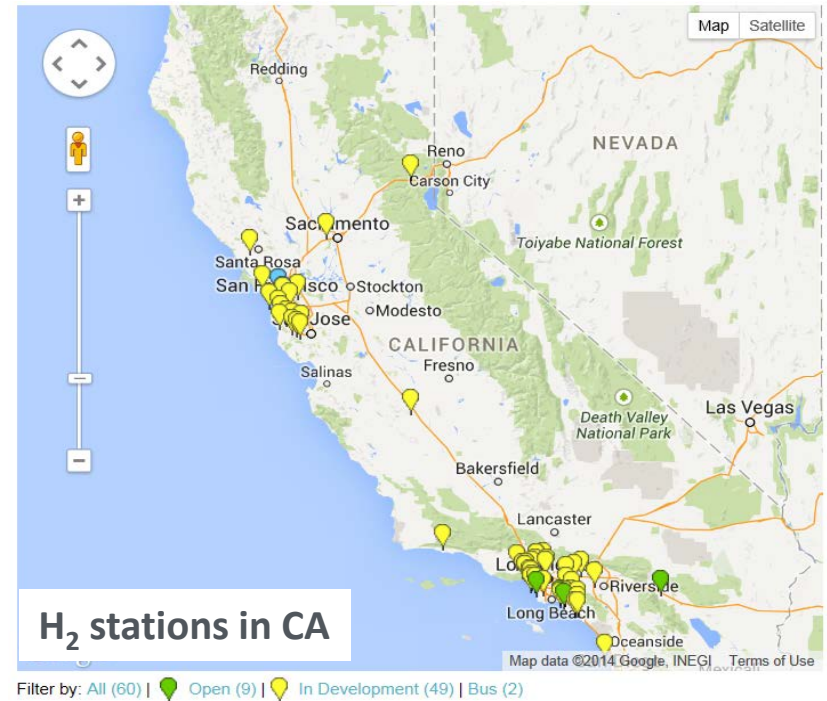 Map Satellite
Redding
NEVADA
Reno
Carson City
Sacramento
Toiyabe National Forest
Santa Rosa
San Francisco
Stockton
San Jose
Modesto
CALIFORNIA
Salinas
Fresno
Death Valley
National Park
Las Vegas
Bakersfield
Lancaster
Riverside
Long Beach
Oceanside
H₂ stations in CA
Map data ©2014 Google, INEGI Terms of Use
Mexicali
Filter by: All (60) | Open (9) | In Development (49) | Bus (2)